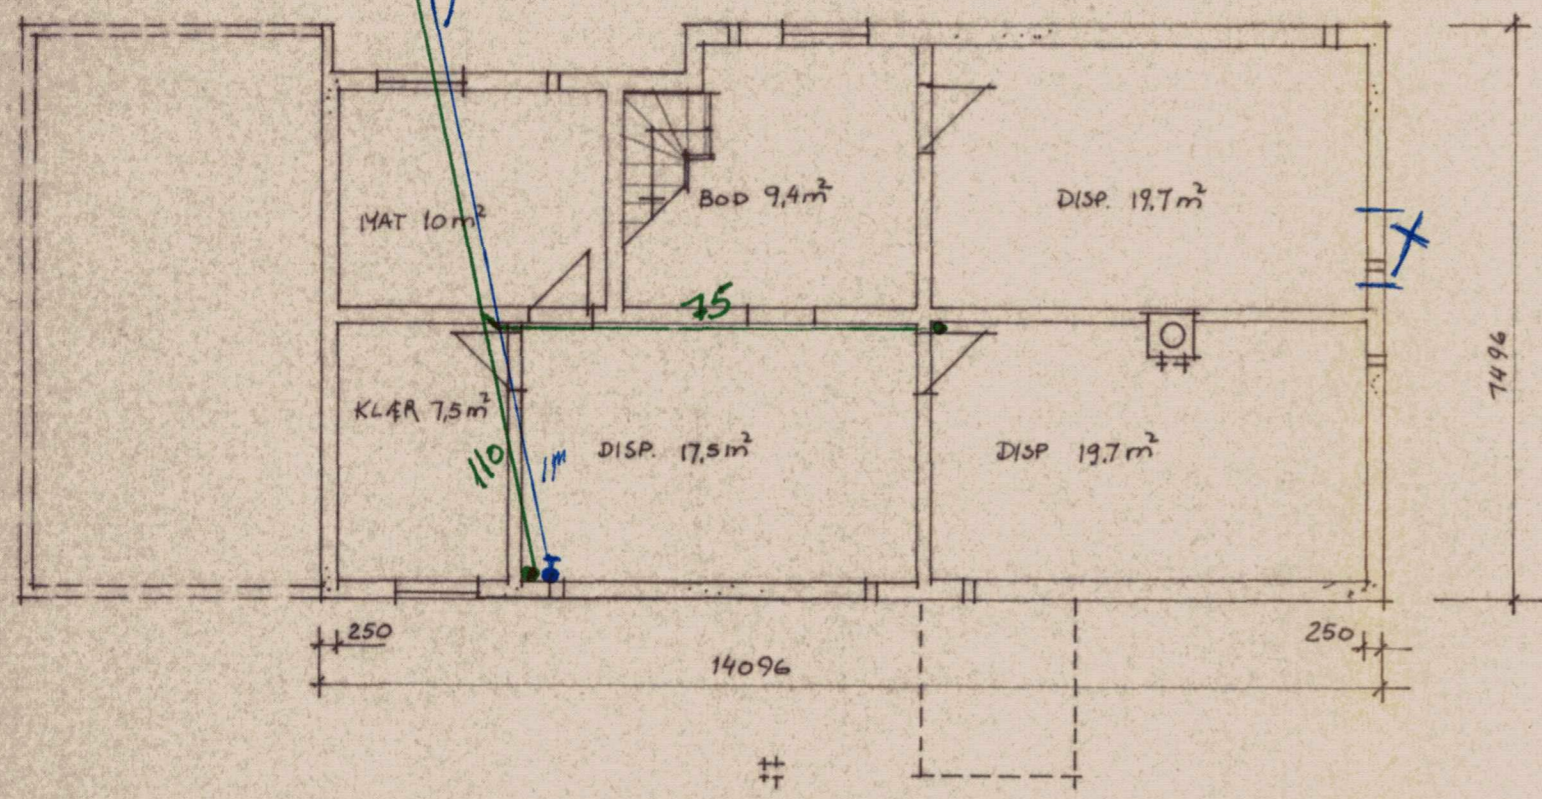 BOD 9,4m²
DISP. 19,7m²
MAT 10m²
75
7496
KLÆR 7,5m²
DISP. 17,5m²
DISP 19.7m²
110
1m
250
250
14096